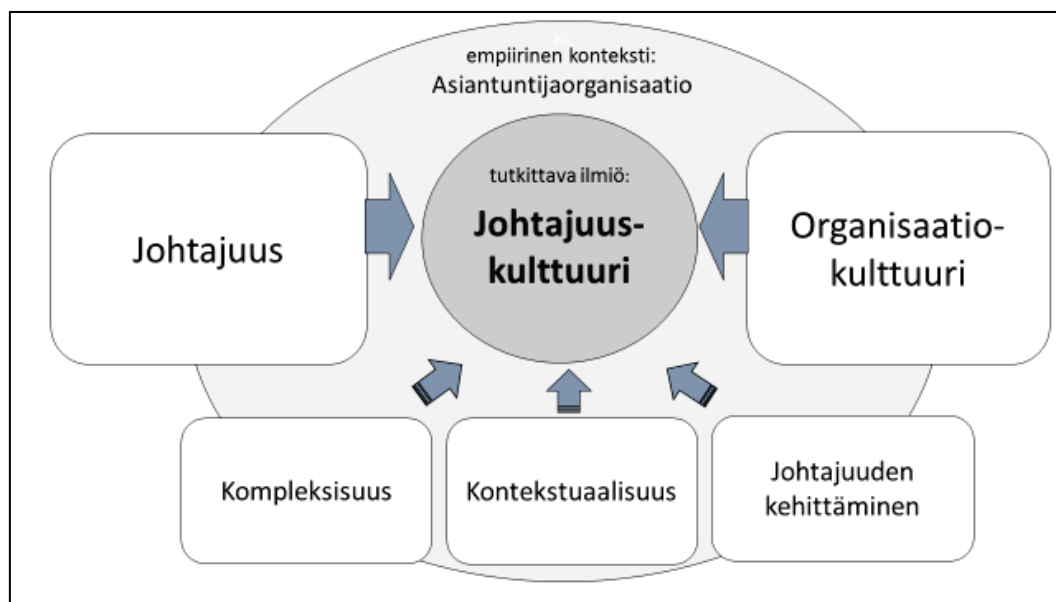 empiirinen konteksti:
Asiantuntijaorganisaatio
Johtajuus
tutkittava ilmiö:
Johtajuus-
kulttuuri
Organisaatio-
kulttuuri
Kompleksisuus
Kontekstuaalisuus
Johtajuuden
kehittäminen